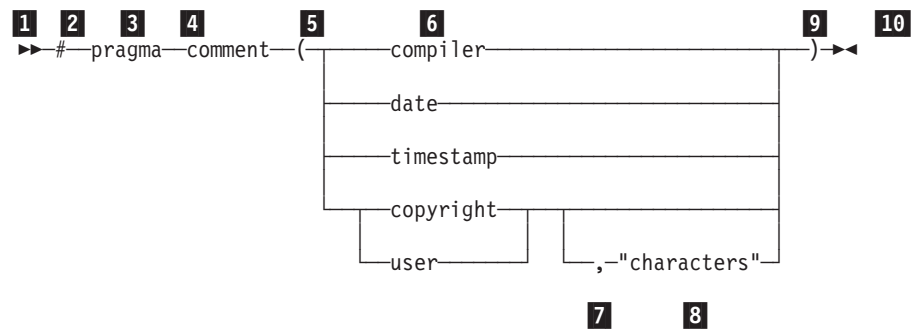 1 2 3 4 5 6 9 10
# pragma comment ( compiler )
date
timestamp
copyright
user , "characters"
7 8